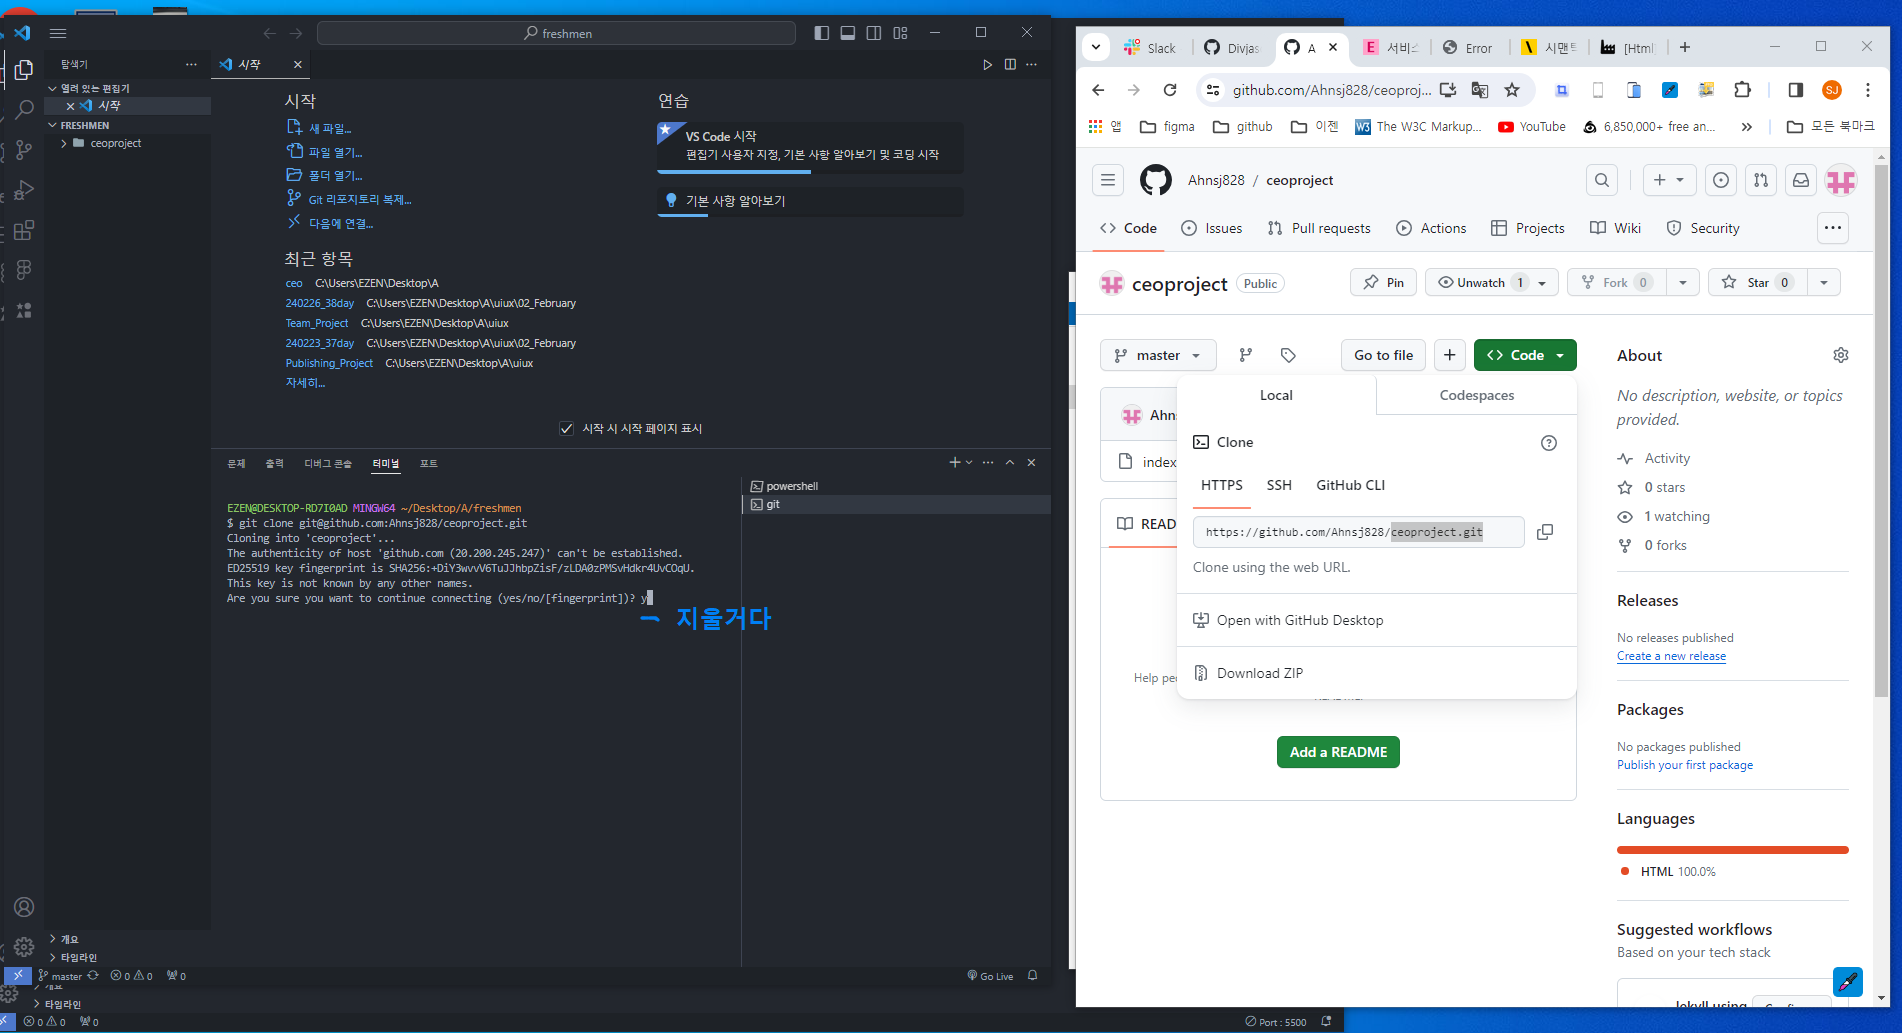 freshmen
탐색기
시작
열려 있는 편집기
시작
FRESHMEN
ceoproject
시작
새 파일...
파일 열기...
폴더 열기...
Git 리포지토리 복제...
다음에 연결...
연습
VS Code 시작
편집기 사용자 지정, 기본 사항 알아보기 및 코딩 시작
기본 사항 알아보기
최근 항목
ceo C:\Users\EZEN\Desktop\A
240226_38day C:\Users\EZEN\Desktop\A\uiux\02_February
Team_Project C:\Users\EZEN\Desktop\A\uiux
240223_37day C:\Users\EZEN\Desktop\A\uiux\02_February
Publishing_Project C:\Users\EZEN\Desktop\A\uiux
자세히...
시작 시 시작 페이지 표시
문제 출력 디버그 콘솔 터미널 포트
powershell
git
EZEN@DESKTOP-RD7I0AD MINGW64 ~/Desktop/A/freshmen
$ git clone git@github.com:Ahnsj828/ceoproject.git
Cloning into 'ceoproject'...
The authenticity of host 'github.com (20.200.245.247)' can't be established.
ED25519 key fingerprint is SHA256:+DiY3wvvV6TuJJhbpZisF/zLDA0zPMSvHdkr4UvCOqU.
This key is not known by any other names.
Are you sure you want to continue connecting (yes/no/[fingerprint])? y
ㅡ 지울거다
개요
타임라인
master 0 0 0 Go Live
타임라인
0 0 0 Port : 5500
Slack Divjas A 서비스 Error 시맨틱 [Html]
github.com/Ahnsj828/ceoproj... SJ
앱 figma github 이젠 The W3C Markup... YouTube 6,850,000+ free an... » 모든 북마크
Ahnsj828 / ceoproject
Code Issues Pull requests Actions Projects Wiki Security
ceoproject Public Pin Unwatch 1 Fork 0 Star 0
master Go to file Code
Local Codespaces
Ahns
index
READ
Help peo
Clone
HTTPS SSH GitHub CLI
https://github.com/Ahnsj828/ceoproject.git
Clone using the web URL.
Open with GitHub Desktop
Download ZIP
Add a README
About
No description, website, or topics
provided.
Activity
0 stars
1 watching
0 forks
Releases
No releases published
Create a new release
Packages
No packages published
Publish your first package
Languages
HTML 100.0%
Suggested workflows
Based on your tech stack
Jekyll using